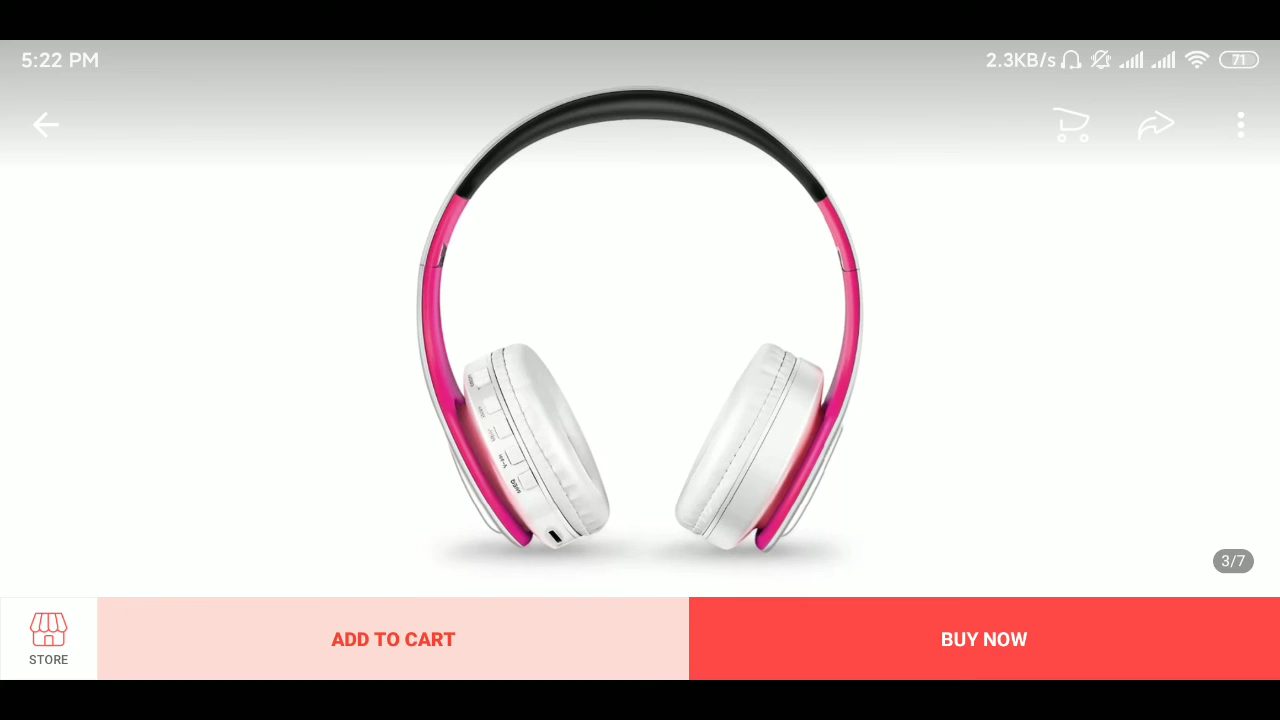 5:22 PM
2.3KB/s
71
3/7
STORE
ADD TO CART
BUY NOW